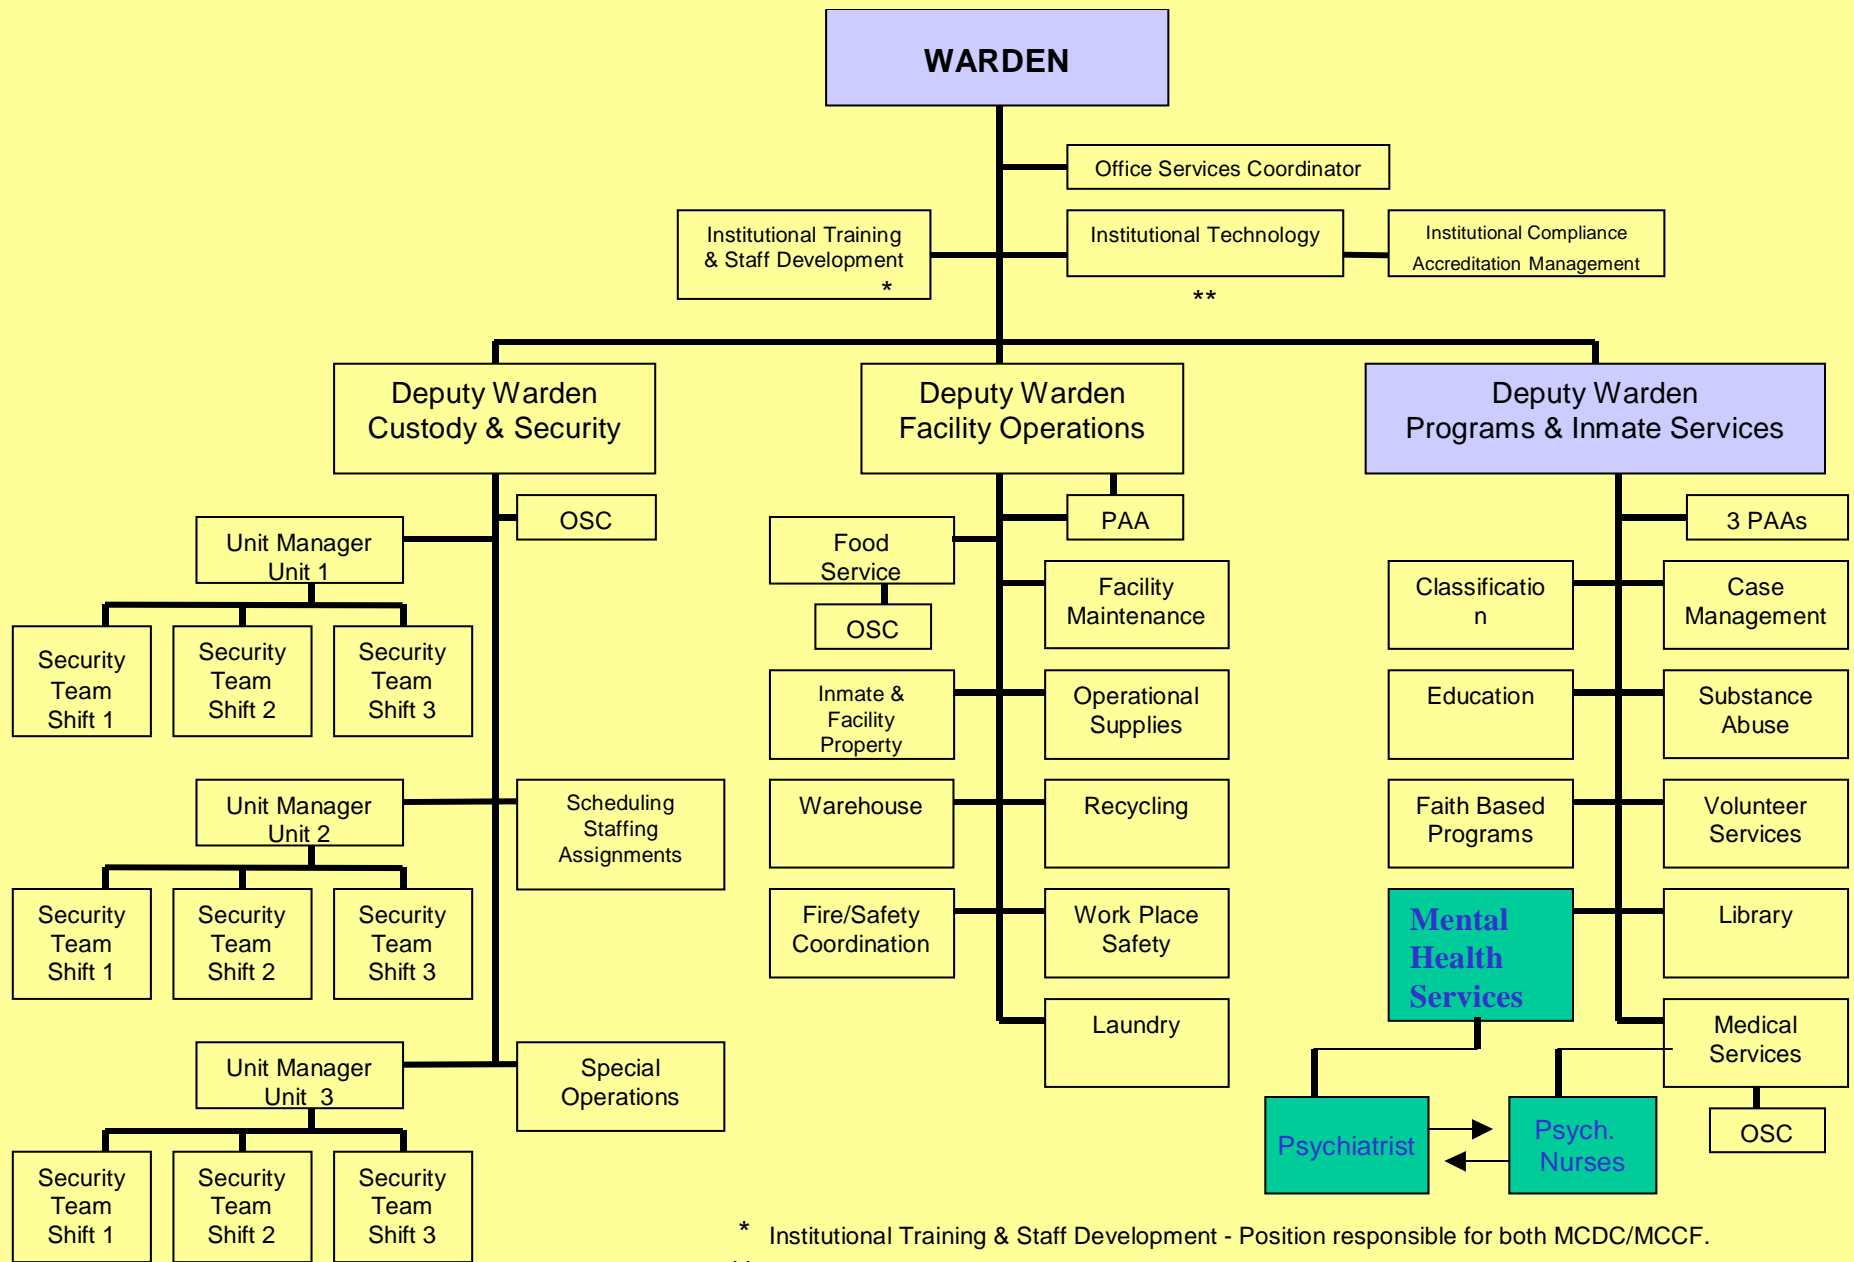 WARDEN
Office Services Coordinator
Institutional Training
& Staff Development
*
Institutional Technology
**
Institutional Compliance
Accreditation Management
Deputy Warden
Custody & Security
Deputy Warden
Facility Operations
Deputy Warden
Programs & Inmate Services
OSC
Unit Manager
Unit 1
Security
Team
Shift 1
Security
Team
Shift 2
Security
Team
Shift 3
Unit Manager
Unit 2
Scheduling
Staffing
Assignments
Security
Team
Shift 1
Security
Team
Shift 2
Security
Team
Shift 3
Unit Manager
Unit 3
Special
Operations
Security
Team
Shift 1
Security
Team
Shift 2
Security
Team
Shift 3
PAA
Food
Service
OSC
Facility
Maintenance
Inmate &
Facility
Property
Operational
Supplies
Warehouse
Recycling
Fire/Safety
Coordination
Work Place
Safety
Laundry
3 PAAs
Classificatio
n
Case
Management
Education
Substance
Abuse
Faith Based
Programs
Volunteer
Services
Mental
Health
Services
Library
Medical
Services
OSC
Psychiatrist
Psych.
Nurses
* Institutional Training & Staff Development - Position responsible for both MCDC/MCCF.